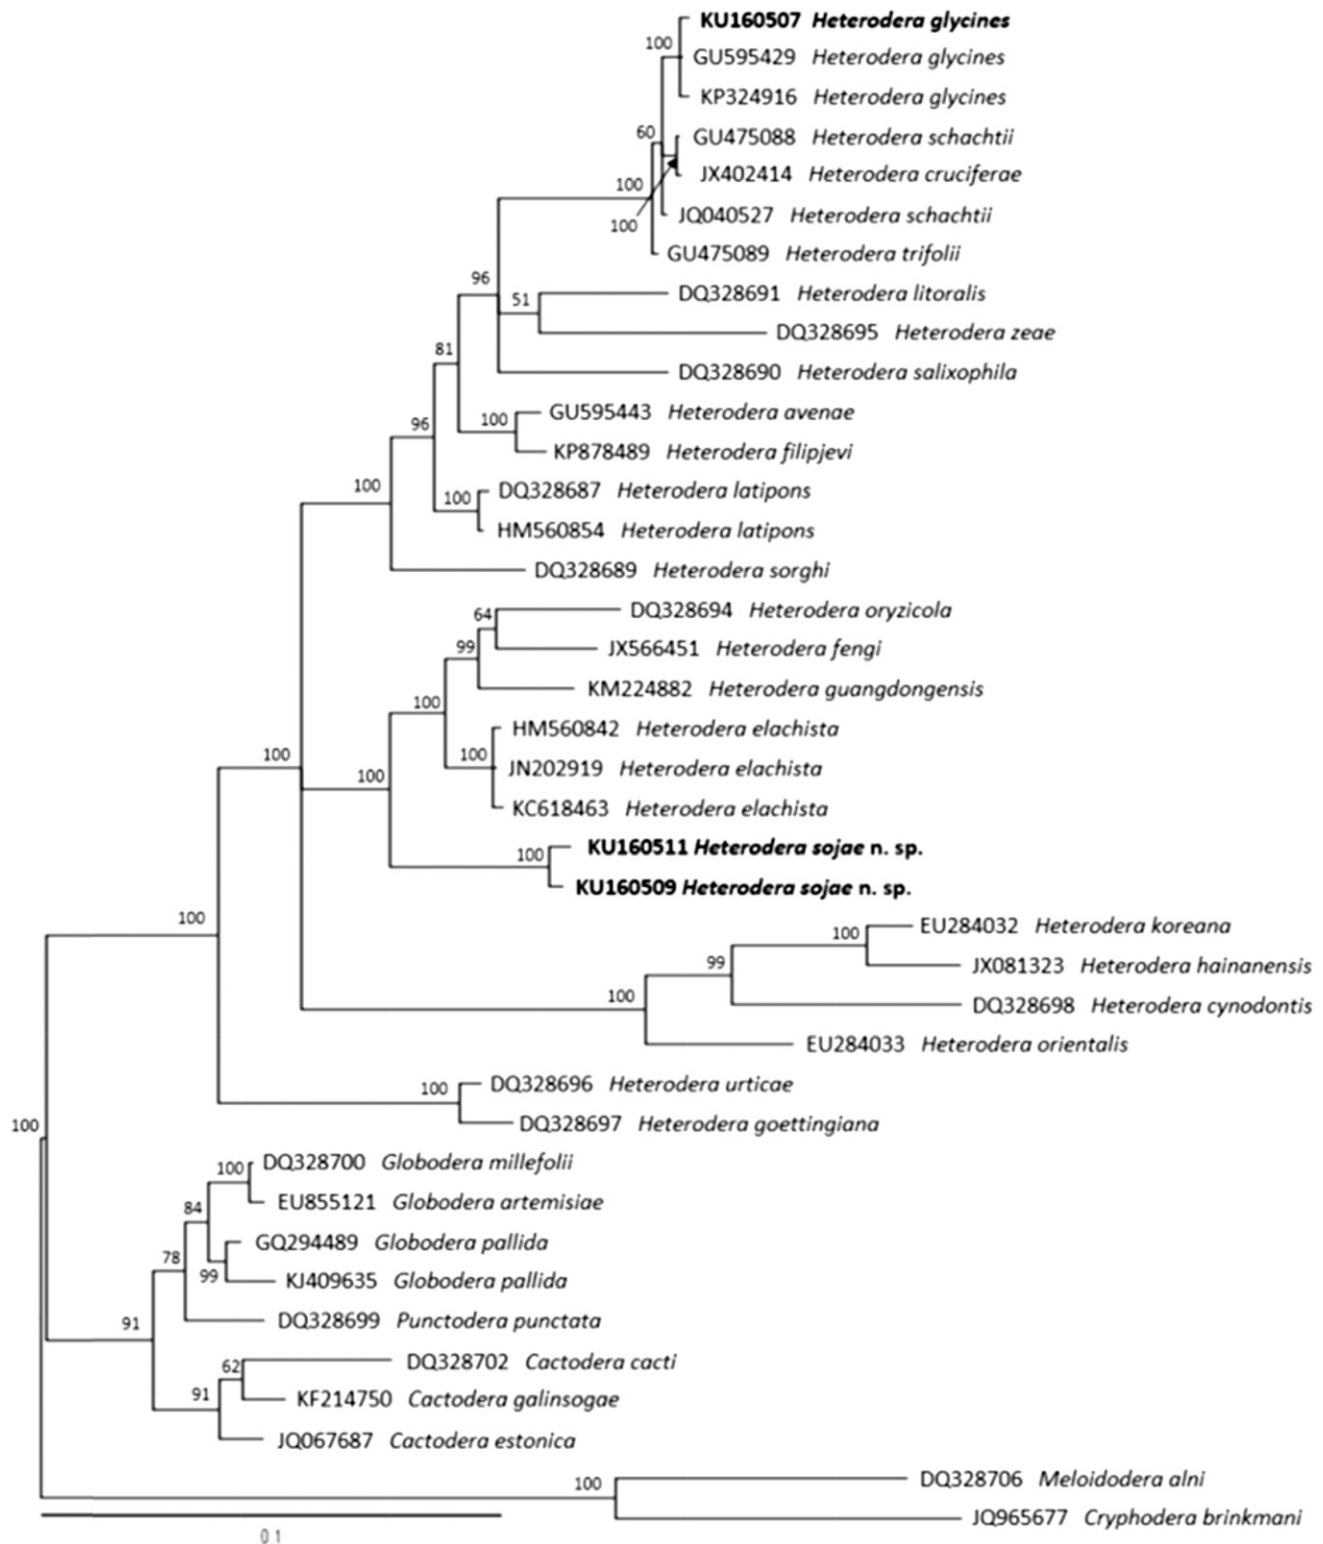 KU160507 Heterodera glycines
100
GU595429 Heterodera glycines
KP324916 Heterodera glycines
60
GU475088 Heterodera schachtii
JX402414 Heterodera cruciferae
100
JQ040527 Heterodera schachtii
100
GU475089 Heterodera trifolii
96
DQ328691 Heterodera litoralis
51
DQ328695 Heterodera zeae
81
DQ328690 Heterodera salixophila
GU595443 Heterodera avenae
100
96
KP878489 Heterodera filipjevi
100
DQ328687 Heterodera latipons
100
HM560854 Heterodera latipons
DQ328689 Heterodera sorghi
64
DQ328694 Heterodera oryzicola
99
JX566451 Heterodera fengi
KM224882 Heterodera guangdongensis
100
HM560842 Heterodera elachista
100
100
JN202919 Heterodera elachista
100
KC618463 Heterodera elachista
KU160511 Heterodera sojae n. sp.
100
KU160509 Heterodera sojae n. sp.
100
EU284032 Heterodera koreana
100
99
JX081323 Heterodera hainanensis
100
DQ328698 Heterodera cynodontis
EU284033 Heterodera orientalis
100
DQ328696 Heterodera urticae
DQ328697 Heterodera goettingiana
100
DQ328700 Globodera millefolii
100
EU855121 Globodera artemisiae
84
GQ294489 Globodera pallida
78
99
KJ409635 Globodera pallida
91
DQ328699 Punctodera punctata
62
DQ328702 Cactodera cacti
91
KF214750 Cactodera galinsogae
JQ067687 Cactodera estonica
100
DQ328706 Meloidodera alni
JQ965677 Cryphodera brinkmani
0.1